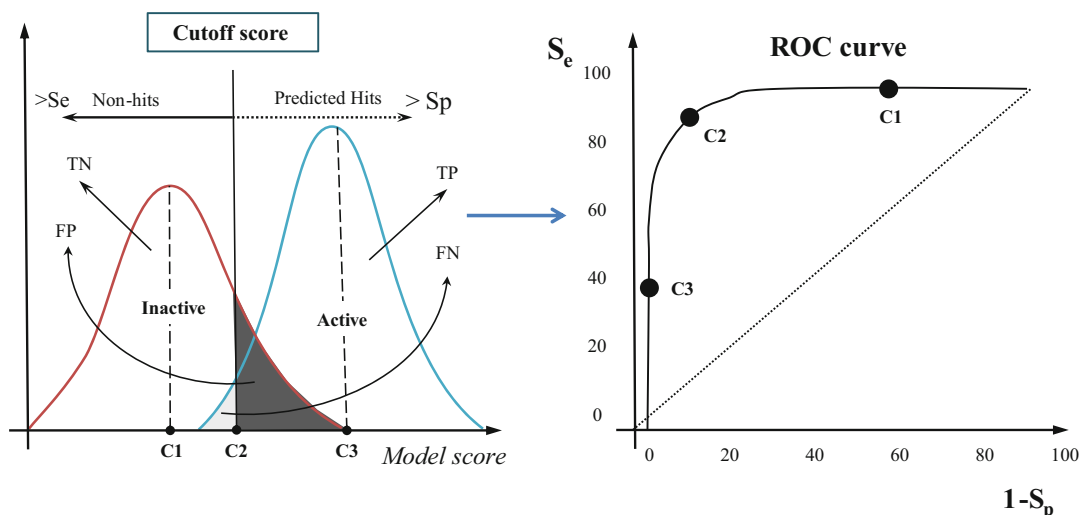 Cutoff score
>Se
Non-hits
Predicted Hits
> Sp
TN
TP
FP
FN
Inactive
Active
C1
C2
C3
Model score
ROC curve
Se
100
80
60
40
20
0
C1
C2
C3
0
20
40
60
80
100
1-Sp